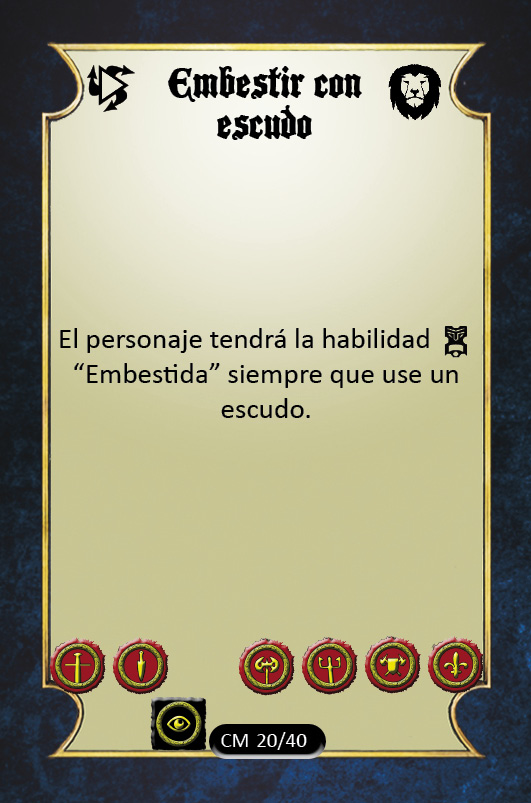 Embestir con
escudo
El personaje tendrá la habilidad
“Embestida” siempre que use un
escudo.
CM 20/40